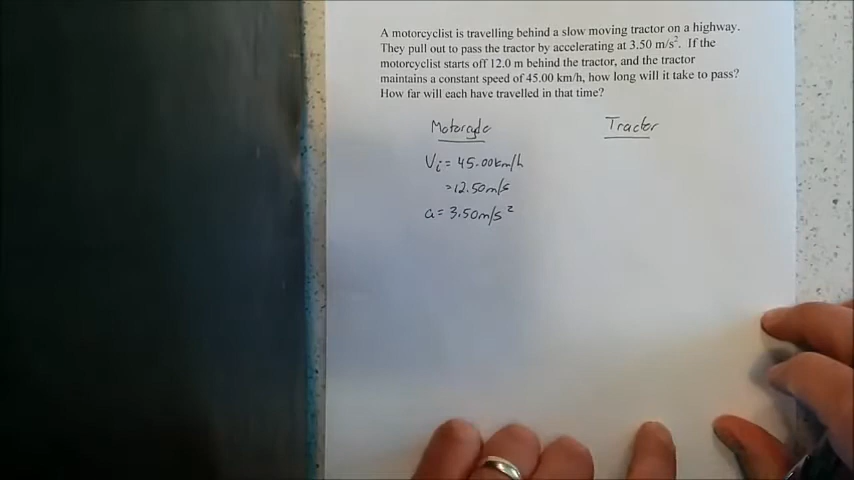 A motorcyclist is travelling behind a slow moving tractor on a highway.
They pull out to pass the tractor by accelerating at 3.50 m/s². If the
motorcyclist starts off 12.0 m behind the tractor, and the tractor
maintains a constant speed of 45.00 km/h, how long will it take to pass?
How far will each have travelled in that time?
Motorcycle Tractor
Vi = 45.00km/h
=12.50m/s
a = 3.50m/s²